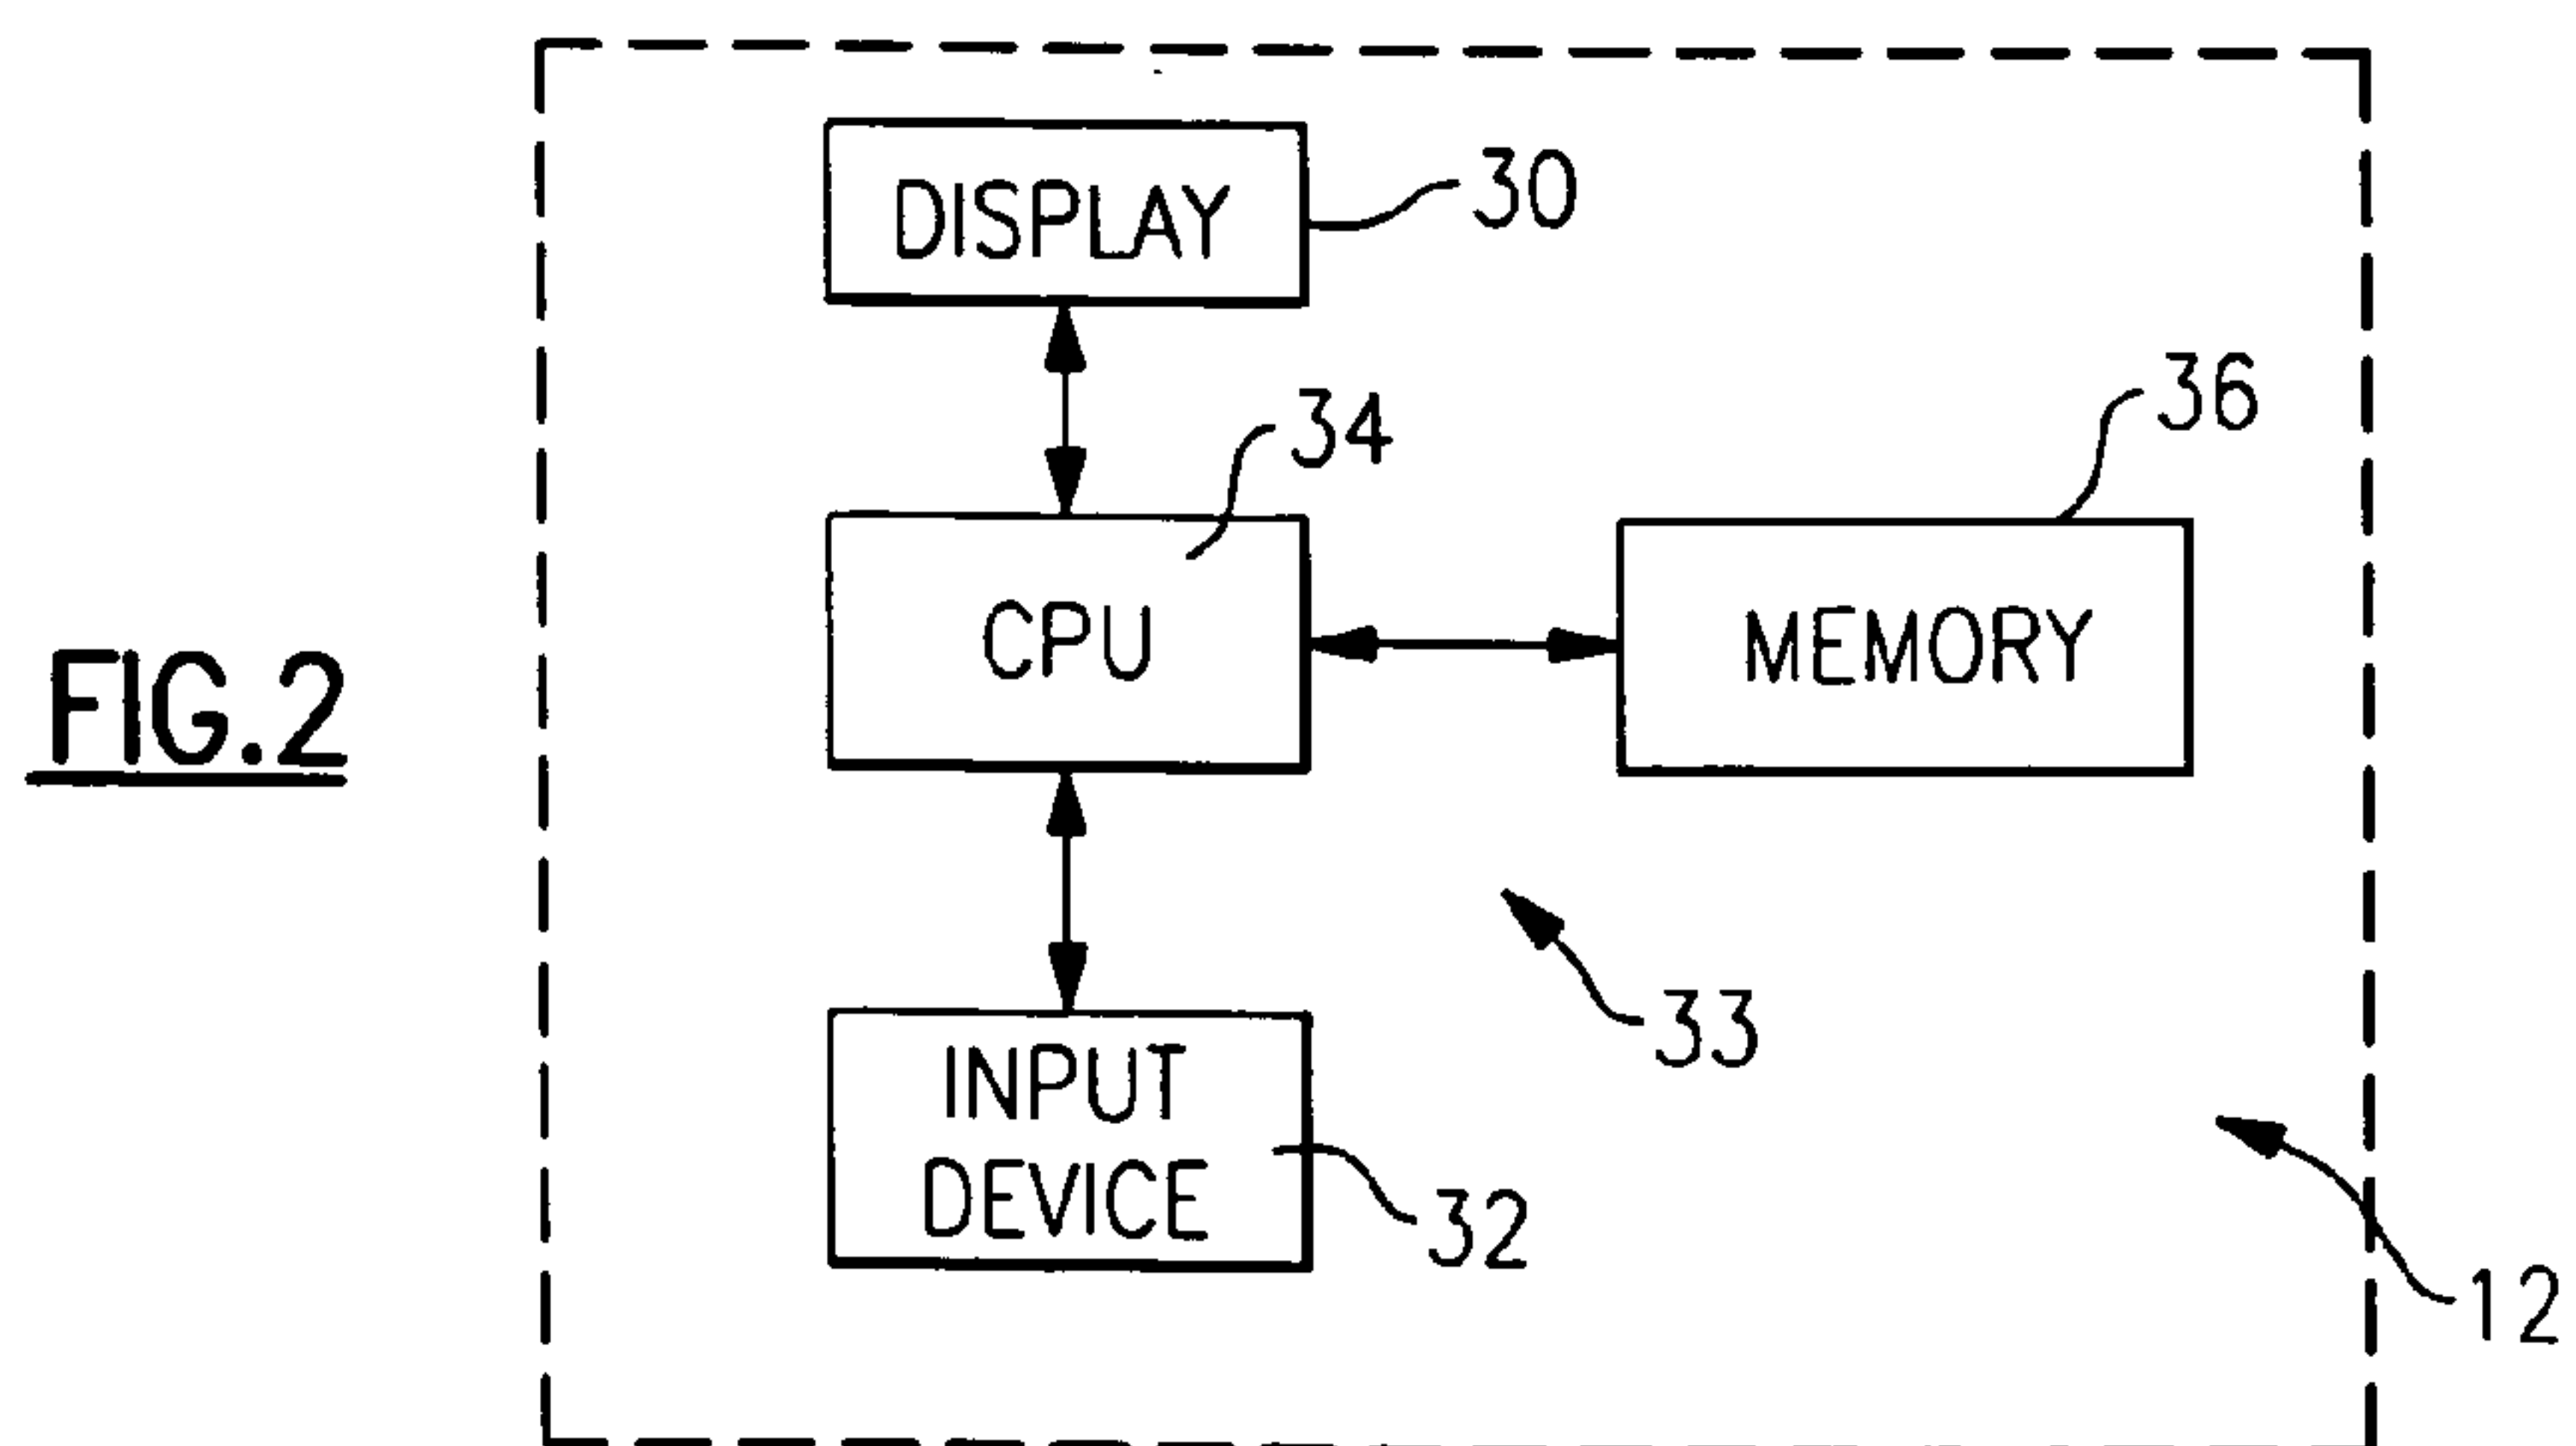 DISPLAY
30
34
36
CPU
MEMORY
FIG.2
33
INPUT
DEVICE
32
12